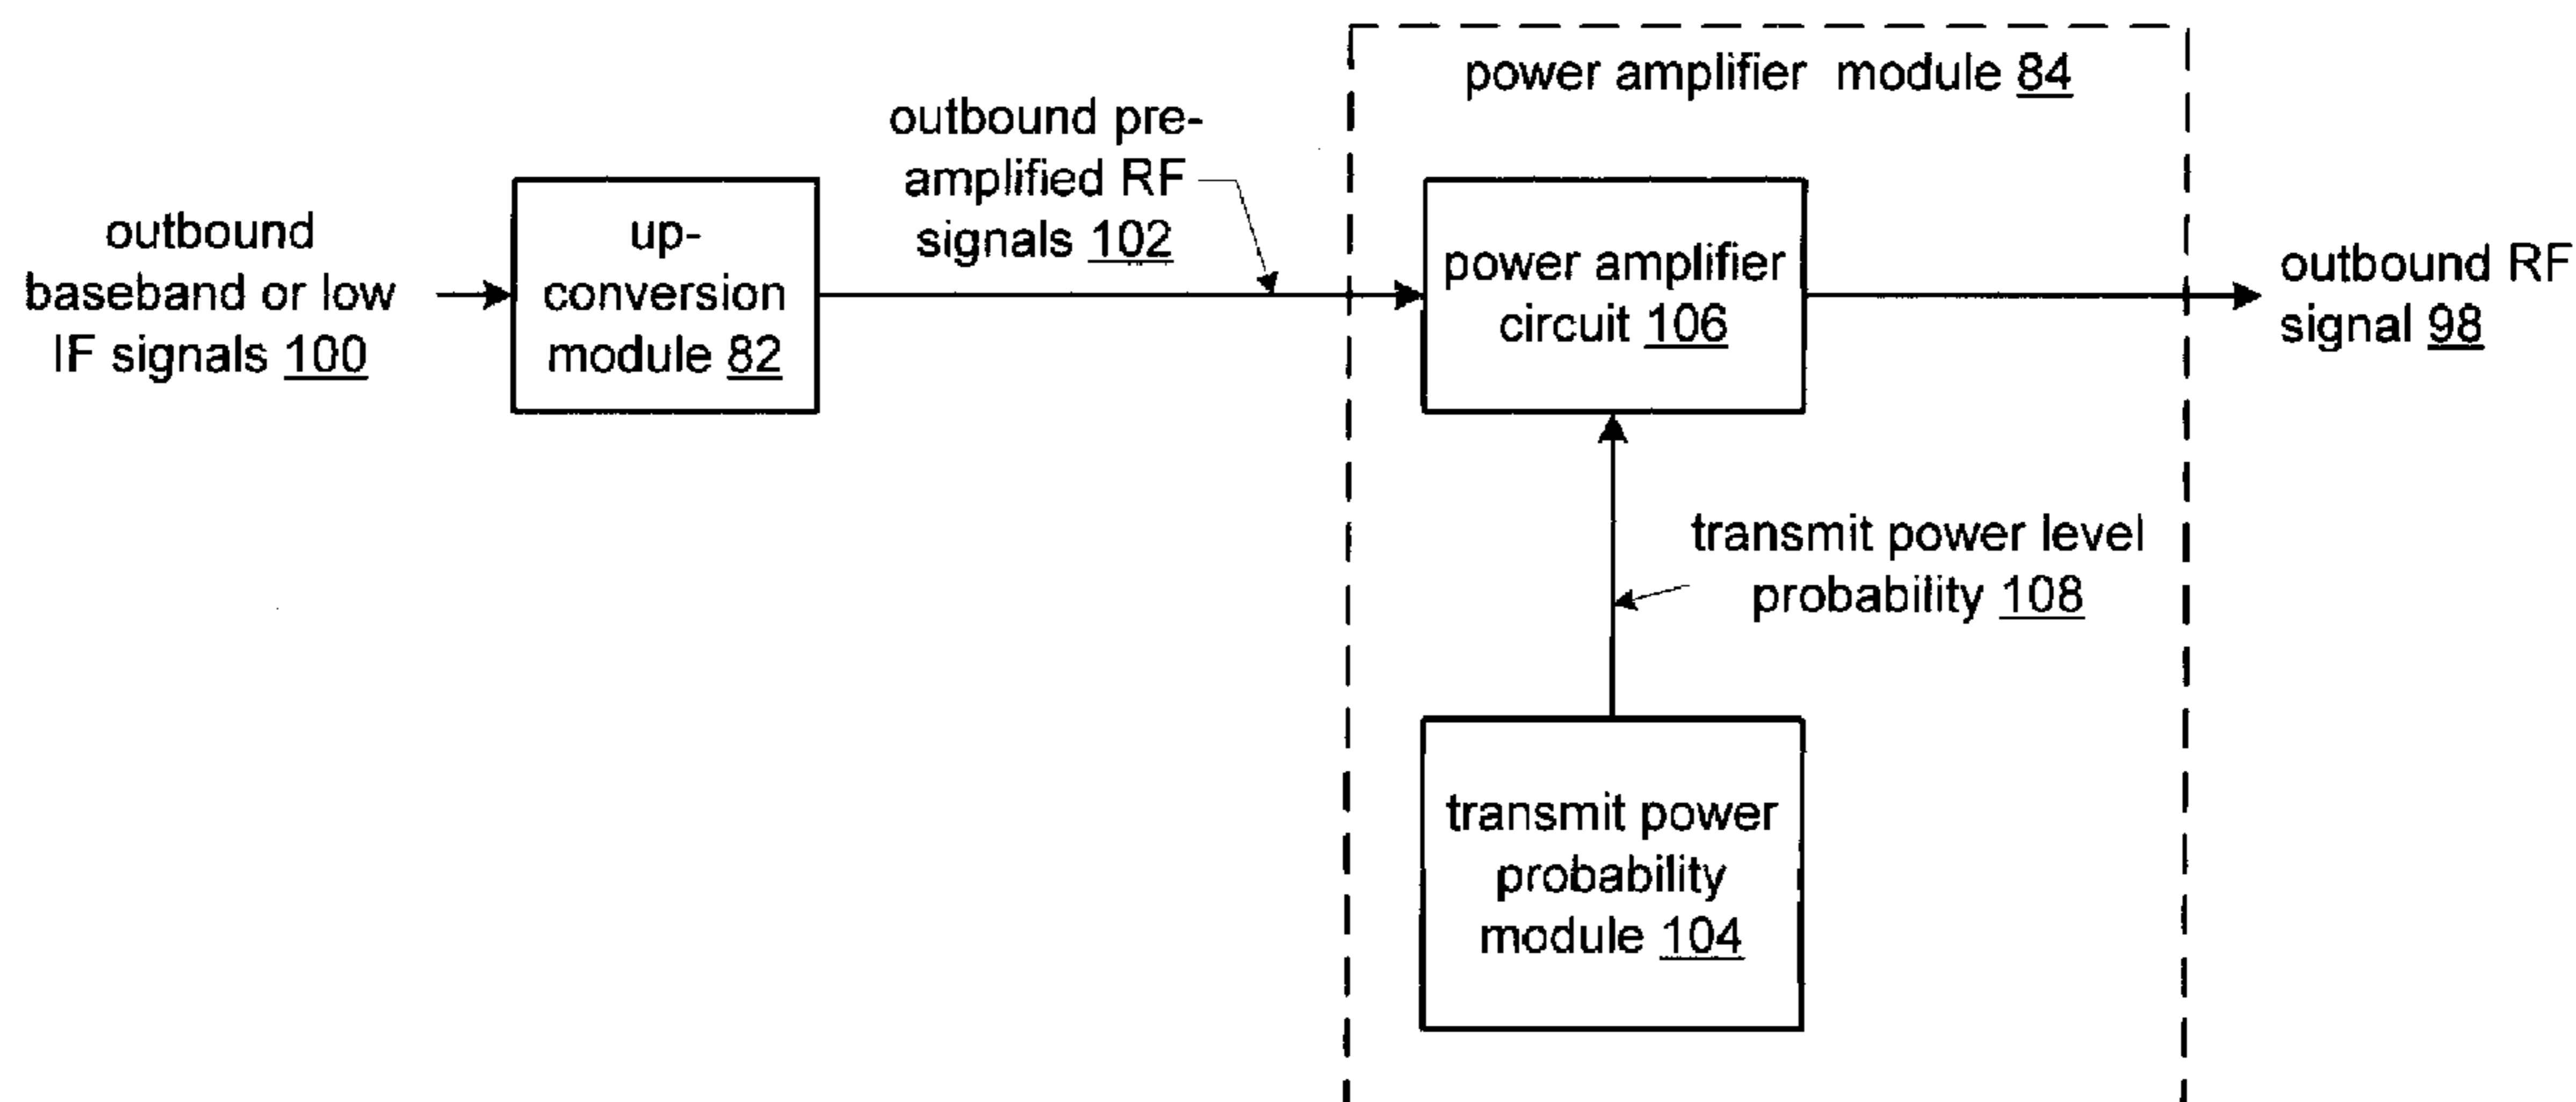 power amplifier module 84
outbound pre-
amplified RF
signals 102
outbound
baseband or low
IF signals 100
up-
conversion
module 82
power amplifier
circuit 106
outbound RF
signal 98
transmit power level
probability 108
transmit power
probability
module 104